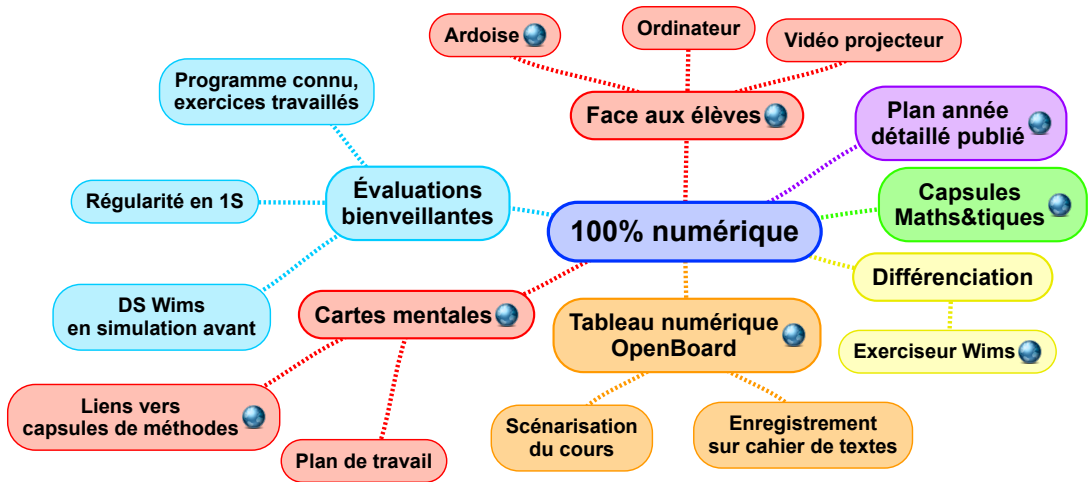 Ardoise
Ordinateur
Vidéo projecteur
Programme connu,
exercices travaillés
Face aux élèves
Plan année
détaillé publié
Régularité en 1S
Évaluations
bienveillantes
Capsules
Maths&tiques
100% numérique
Différenciation
DS Wims
en simulation avant
Cartes mentales
Tableau numérique
OpenBoard
Exerciseur Wims
Liens vers
capsules de méthodes
Plan de travail
Scénarisation
du cours
Enregistrement
sur cahier de textes